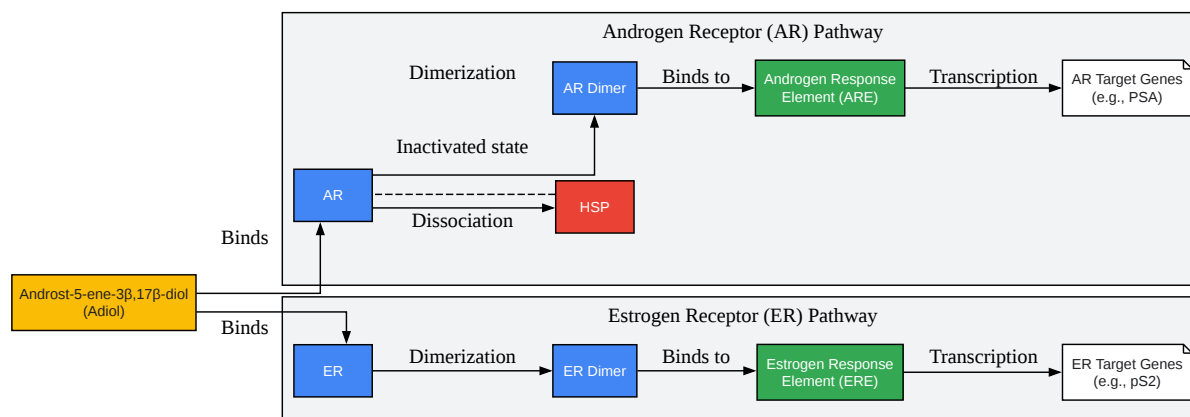 Androgen Receptor (AR) Pathway
Dimerization
AR Dimer
Binds to
Androgen Response
Element (ARE)
Transcription
AR Target Genes
(e.g., PSA)
Inactivated state
AR
HSP
Dissociation
Binds
Androst-5-ene-3β,17β-diol
(Adiol)
Binds
Estrogen Receptor (ER) Pathway
ER
Dimerization
ER Dimer
Binds to
Estrogen Response
Element (ERE)
Transcription
ER Target Genes
(e.g., pS2)